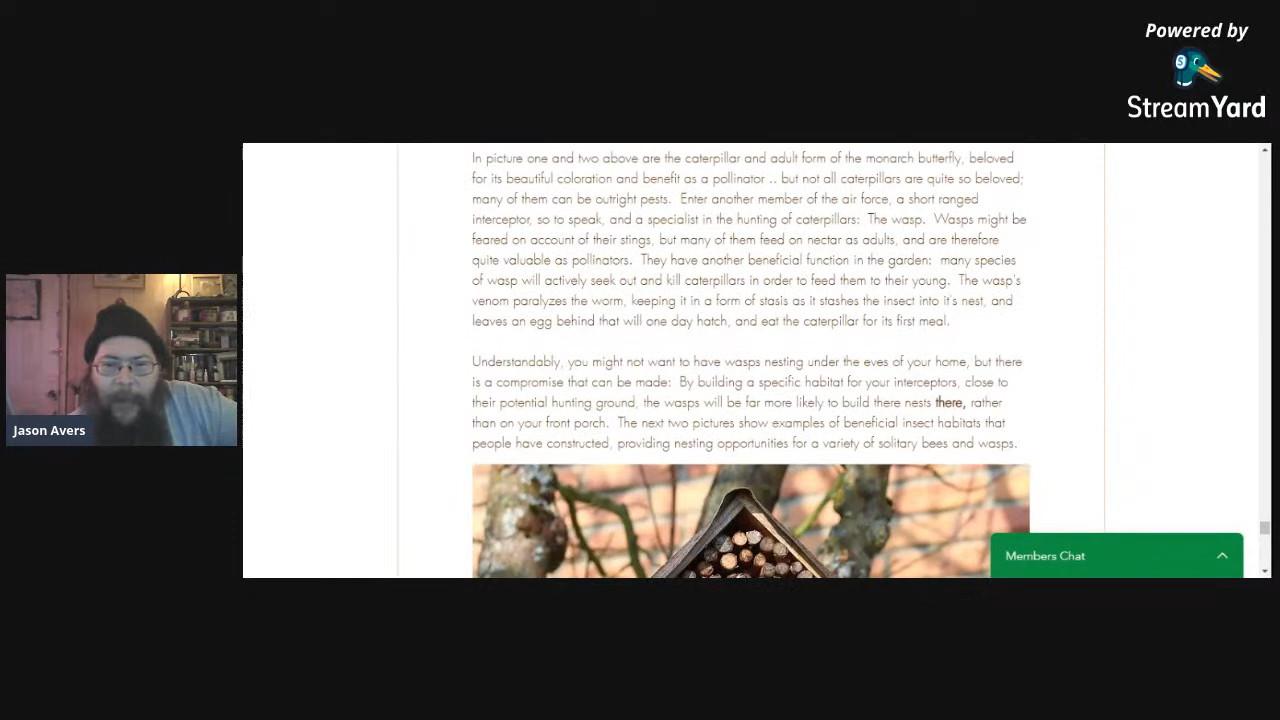 Powered by
StreamYard
In picture one and two above are the caterpillar and adult form of the monarch butterfly, beloved
for its beautiful coloration and benefit as a pollinator .. but not all caterpillars are quite so beloved;
many of them can be outright pests. Enter another member of the air force, a short ranged
interceptor, so to speak, and a specialist in the hunting of caterpillars: The wasp. Wasps might be
feared on account of their stings, but many of them feed on nectar as adults, and are therefore
quite valuable as pollinators. They have another beneficial function in the garden: many species
of wasp will actively seek out and kill caterpillars in order to feed them to their young. The wasp's
venom paralyzes the worm, keeping it in a form of stasis as it stashes the insect into it's nest, and
leaves an egg behind that will one day hatch, and eat the caterpillar for its first meal.
Understandably, you might not want to have wasps nesting under the eves of your home, but there
is a compromise that can be made: By building a specific habitat for your interceptors, close to
their potential hunting ground, the wasps will be far more likely to build there nests there, rather
than on your front porch. The next two pictures show examples of beneficial insect habitats that
people have constructed, providing nesting opportunities for a variety of solitary bees and wasps.
Jason Avers
Members Chat